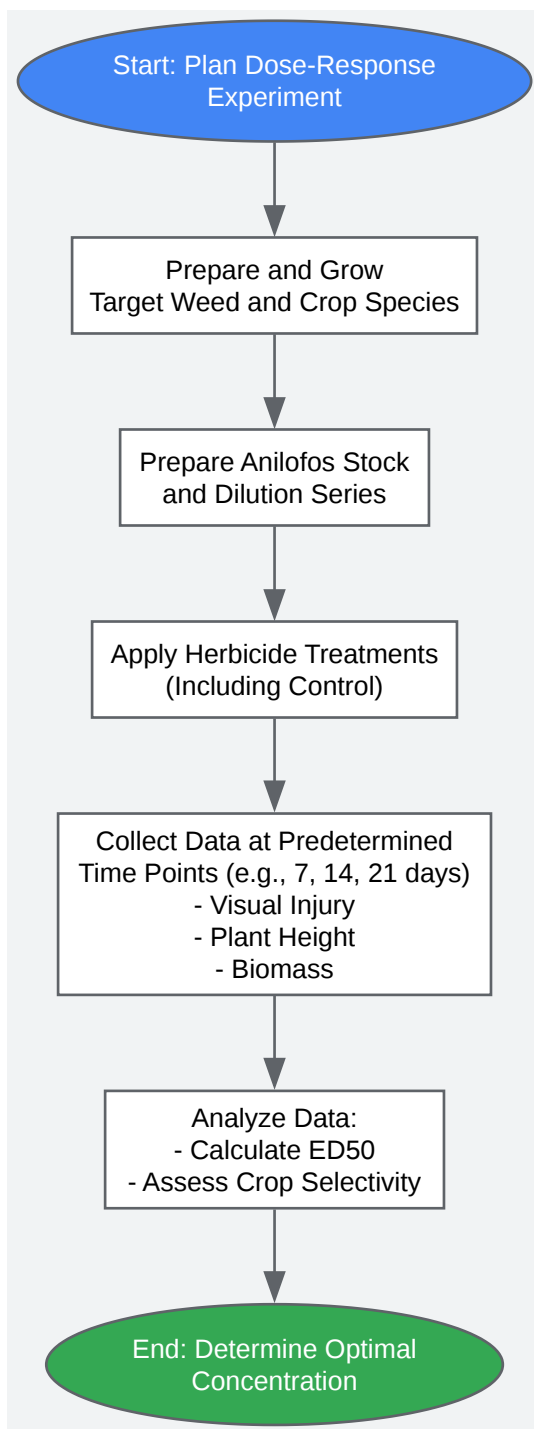 Start: Plan Dose-Response
Experiment
Prepare and Grow
Target Weed and Crop Species
Prepare Anilofos Stock
and Dilution Series
Apply Herbicide Treatments
(Including Control)
Collect Data at Predetermined
Time Points (e.g., 7, 14, 21 days)
- Visual Injury
- Plant Height
- Biomass
Analyze Data:
- Calculate ED50
- Assess Crop Selectivity
End: Determine Optimal
Concentration